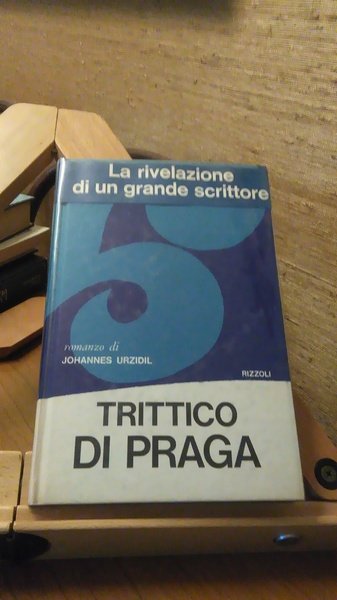 La rivelazione
di un grande scrittore
romanzo di
JOHANNES URZIDIL
RIZZOLI
TRITTICO
DI PRAGA